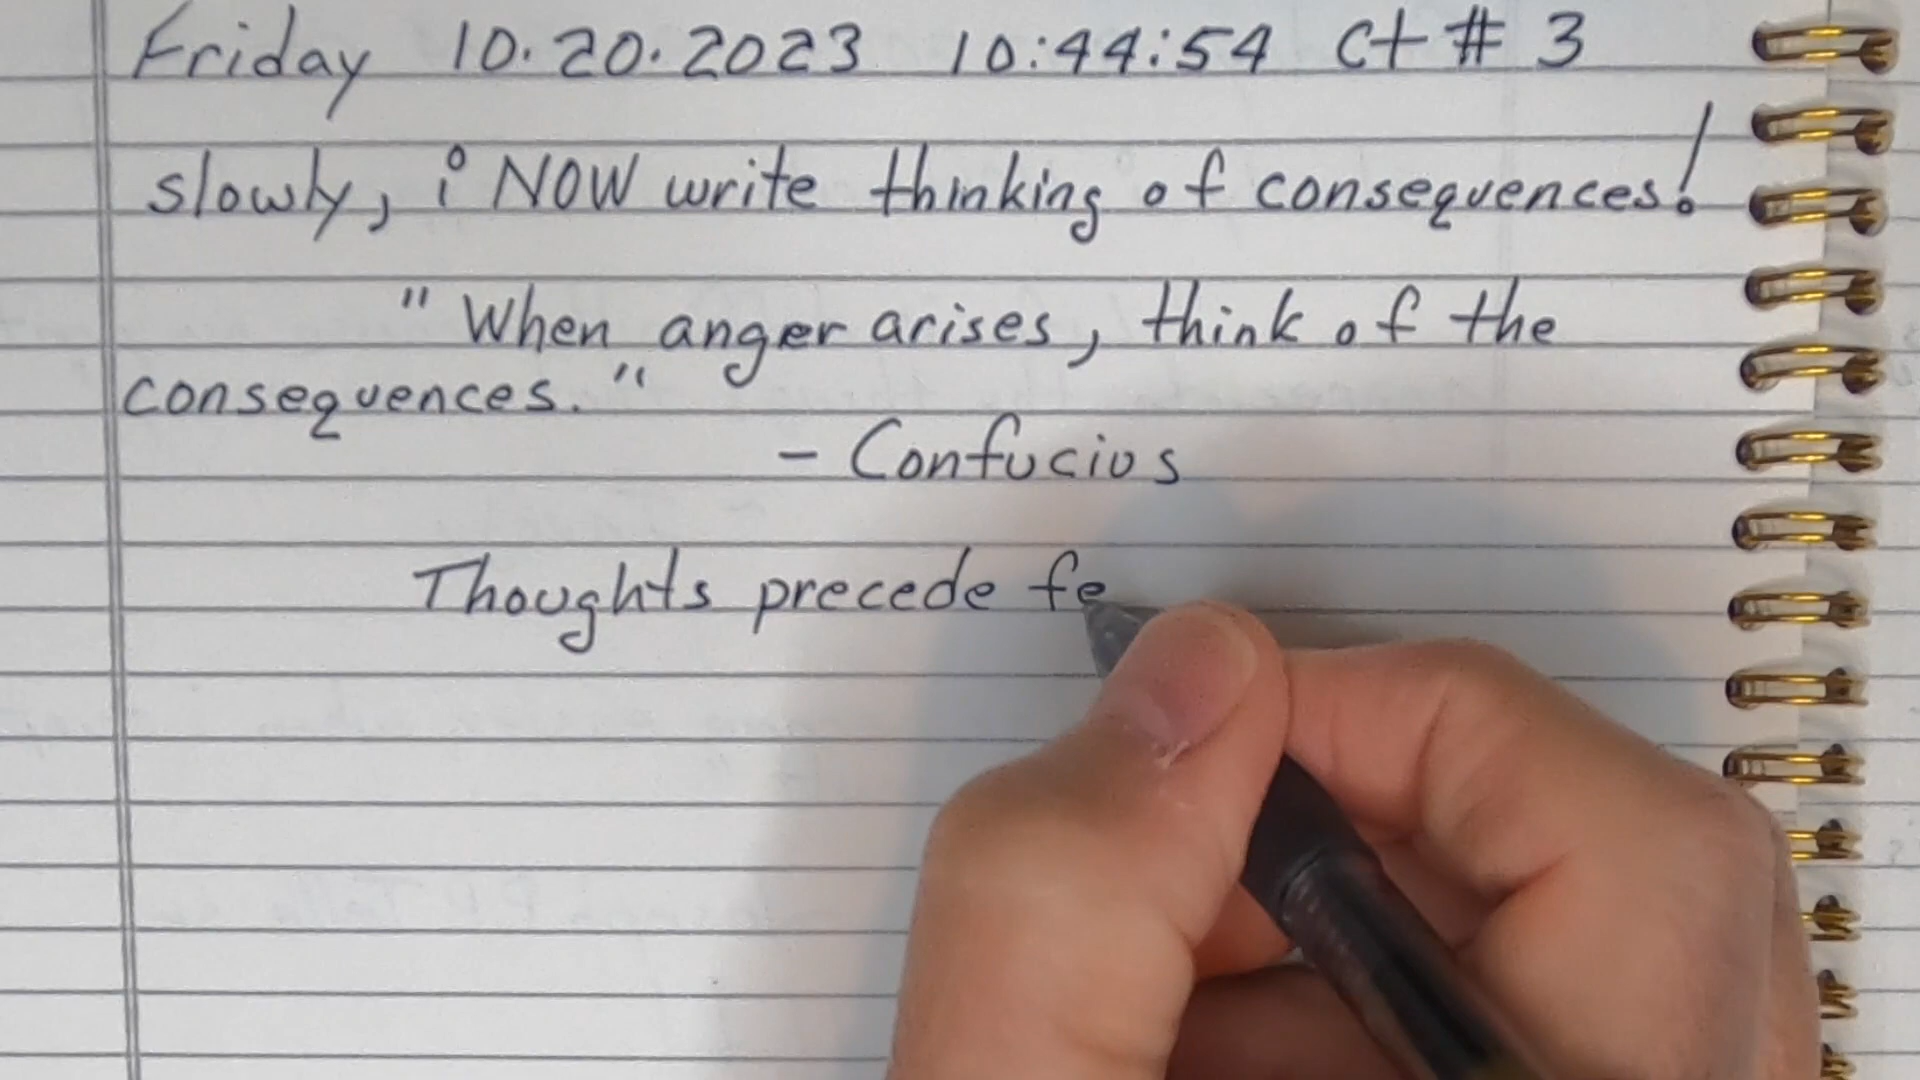 Friday 10.20.2023 10:44:54 Ct # 3
slowly, i NOW write thinking of consequences!
"When anger arises, think of the
consequences."
- Confucius
Thoughts precede fe